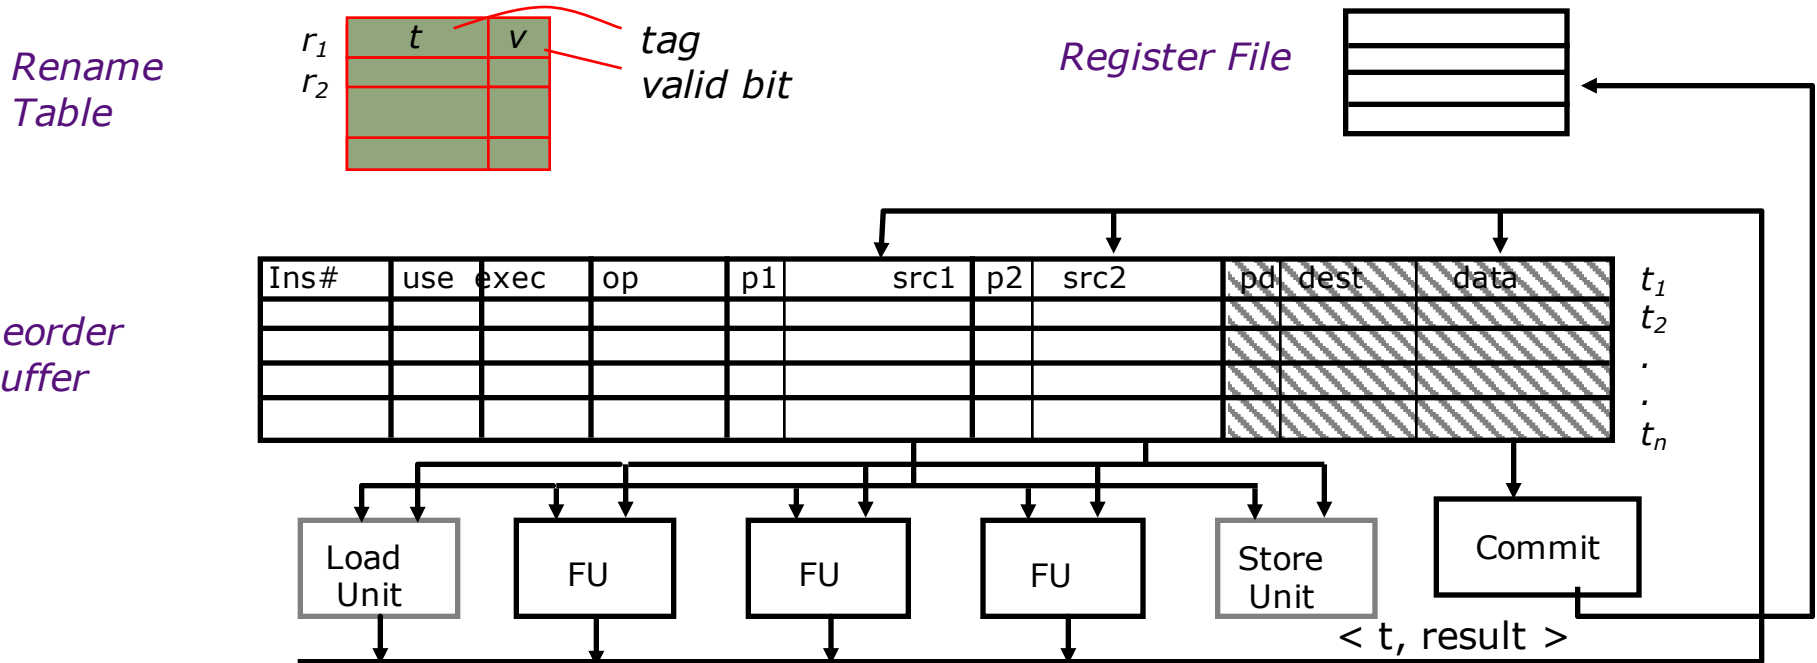 Rename
Table
r1
r2
t v
tag
valid bit
Register File
eorder
uffer
Ins# use exec op p1 src1 p2 src2 pd dest data
t1
t2
.
.
tn
Load
Unit
FU
FU
FU
Store
Unit
Commit
< t, result >